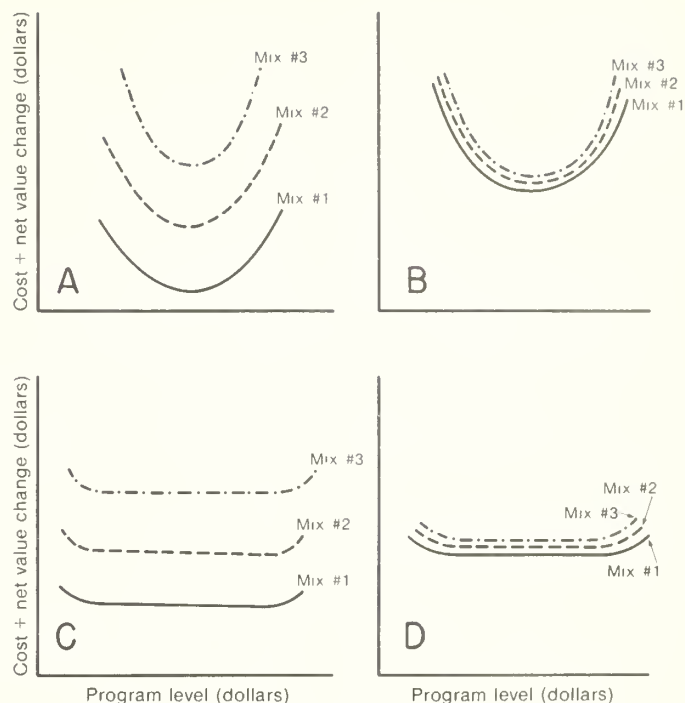 Cost + net value change (dollars)
Mix #3
Mix #2
Mix #1
A
Mix #3
Mix #2
Mix #1
B
Cost + net value change (dollars)
Mix #3
Mix #2
Mix #1
C
Program level (dollars)
Mix #2
Mix #3
Mix #1
D
Program level (dollars)